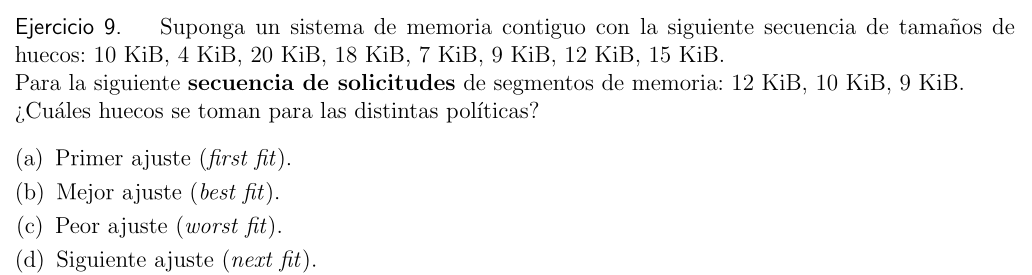 Ejercicio 9. Suponga un sistema de memoria contiguo con la siguiente secuencia de tamaños de
huecos: 10 KiB, 4 KiB, 20 KiB, 18 KiB, 7 KiB, 9 KiB, 12 KiB, 15 KiB.
Para la siguiente secuencia de solicitudes de segmentos de memoria: 12 KiB, 10 KiB, 9 KiB.
¿Cuáles huecos se toman para las distintas políticas?
(a) Primer ajuste (first fit).
(b) Mejor ajuste (best fit).
(c) Peor ajuste (worst fit).
(d) Siguiente ajuste (next fit).